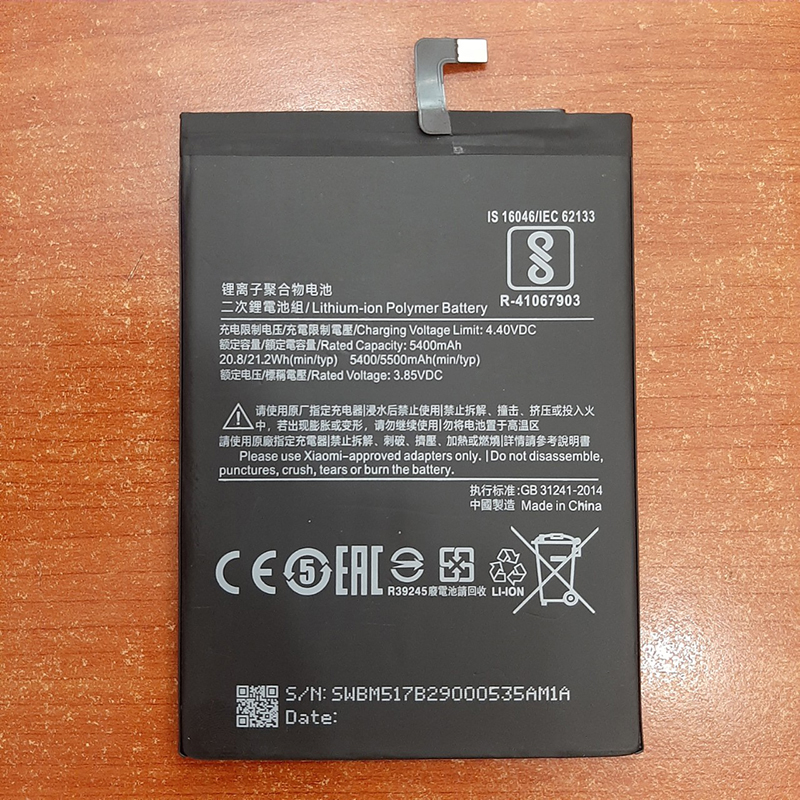 IS 16046/IEC 62133
R-41067903
锂离子聚合物电池
二次鋰電池組/Lithium-ion Polymer Battery
充电限制电压/充電限制電壓/Charging Voltage Limit: 4.40VDC
额定容量/額定電容量/Rated Capacity: 5400mAh
20.8/21.2Wh(min/typ) 5400/5500mAh(min/typ)
额定电压/標稱電壓/Rated Voltage: 3.85VDC
请使用原厂指定充电器|浸水后禁止使用|禁止拆解、撞击、挤压或投入火
中，若出现膨胀或变形，请勿继续使用|勿将电池置于高温区
請使用原廠指定充電器|禁止拆解、刺破、擠壓、加熱或燃燒|詳情請參考說明書
Please use Xiaomi-approved adapters only. |Do not disassemble,
punctures, crush, tears or burn the battery.
执行标准:GB 31241-2014
中國製造 Made in China
CE 5 EAC
R39245 廢電池請回收 LI-ION
S/N: SWBM517B29000535AM1A
Date: